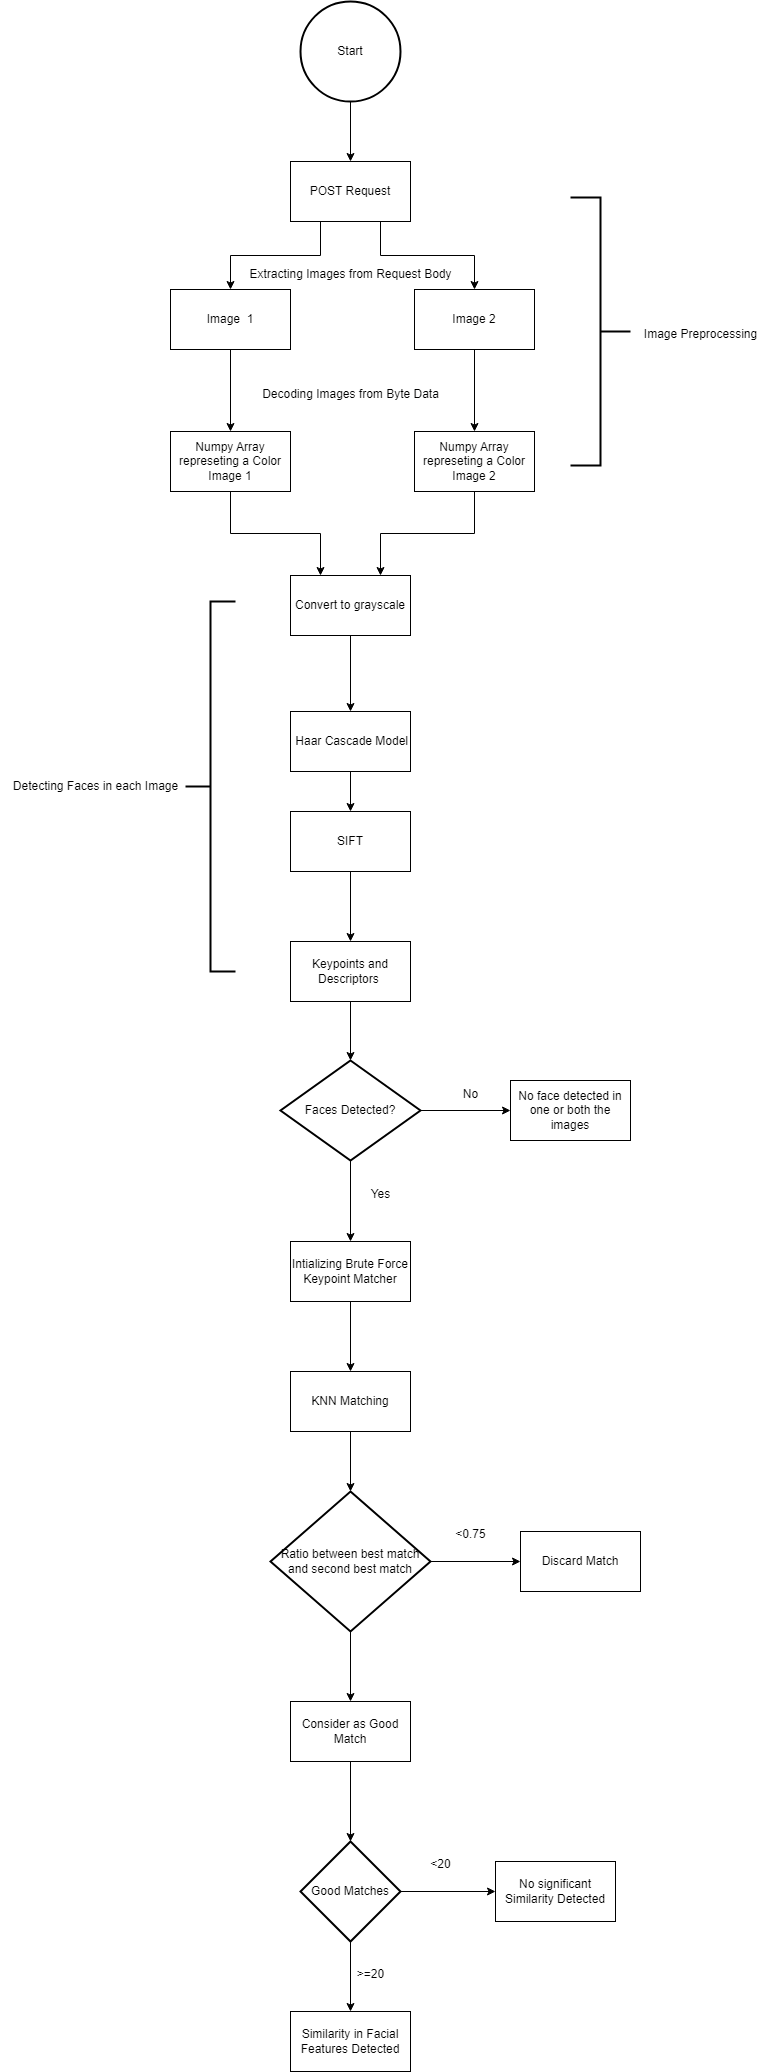 Start
POST Request
Extracting Images from Request Body
Image  1
Image 2
Image Preprocessing
Decoding Images from Byte Data
Numpy Array
represeting a Color
Image 1
Numpy Array
represeting a Color
Image 2
Convert to grayscale
Haar Cascade Model
Detecting Faces in each Image
SIFT
Keypoints and
Descriptors
Faces Detected?
No
No face detected in
one or both the
images
Yes
Intializing Brute Force
Keypoint Matcher
KNN Matching
Ratio between best match
and second best match
<0.75
Discard Match
Consider as Good
Match
Good Matches
<20
No significant
Similarity Detected
>=20
Similarity in Facial
Features Detected